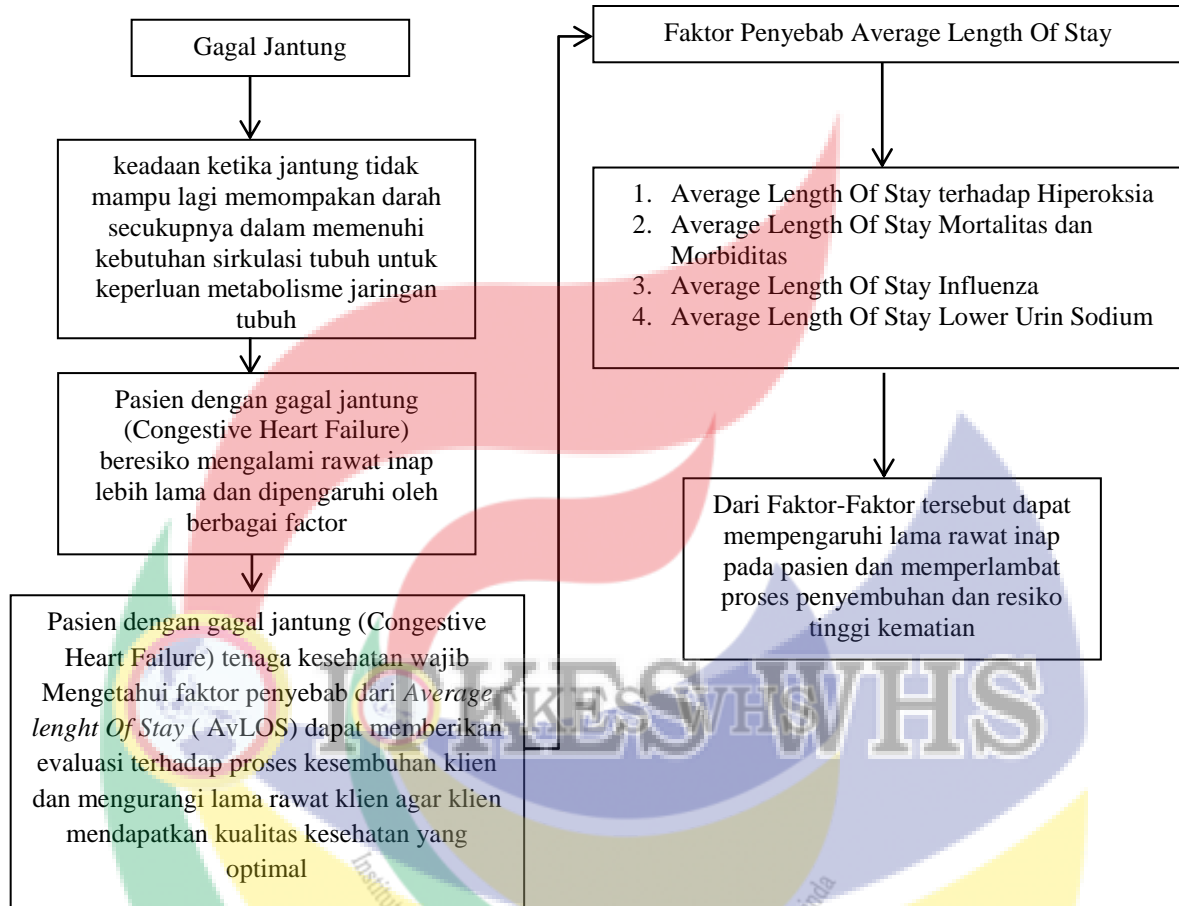 Gagal Jantung
keadaan ketika jantung tidak
mampu lagi memompakan darah
secukupnya dalam memenuhi
kebutuhan sirkulasi tubuh untuk
keperluan metabolisme jaringan
tubuh
Pasien dengan gagal jantung
(Congestive Heart Failure)
beresiko mengalami rawat inap
lebih lama dan dipengaruhi oleh
berbagai factor
Pasien dengan gagal jantung (Congestive
Heart Failure) tenaga kesehatan wajib
Mengetahui faktor penyebab dari Average
lenght Of Stay ( AvLOS) dapat memberikan
evaluasi terhadap proses kesembuhan klien
dan mengurangi lama rawat klien agar klien
mendapatkan kualitas kesehatan yang
optimal
Faktor Penyebab Average Length Of Stay
1. Average Length Of Stay terhadap Hiperoksia
2. Average Length Of Stay Mortalitas dan
Morbiditas
3. Average Length Of Stay Influenza
4. Average Length Of Stay Lower Urin Sodium
Dari Faktor-Faktor tersebut dapat
mempengaruhi lama rawat inap
pada pasien dan memperlambat
proses penyembuhan dan resiko
tinggi kematian
ITKES WHS
ITKES WHS